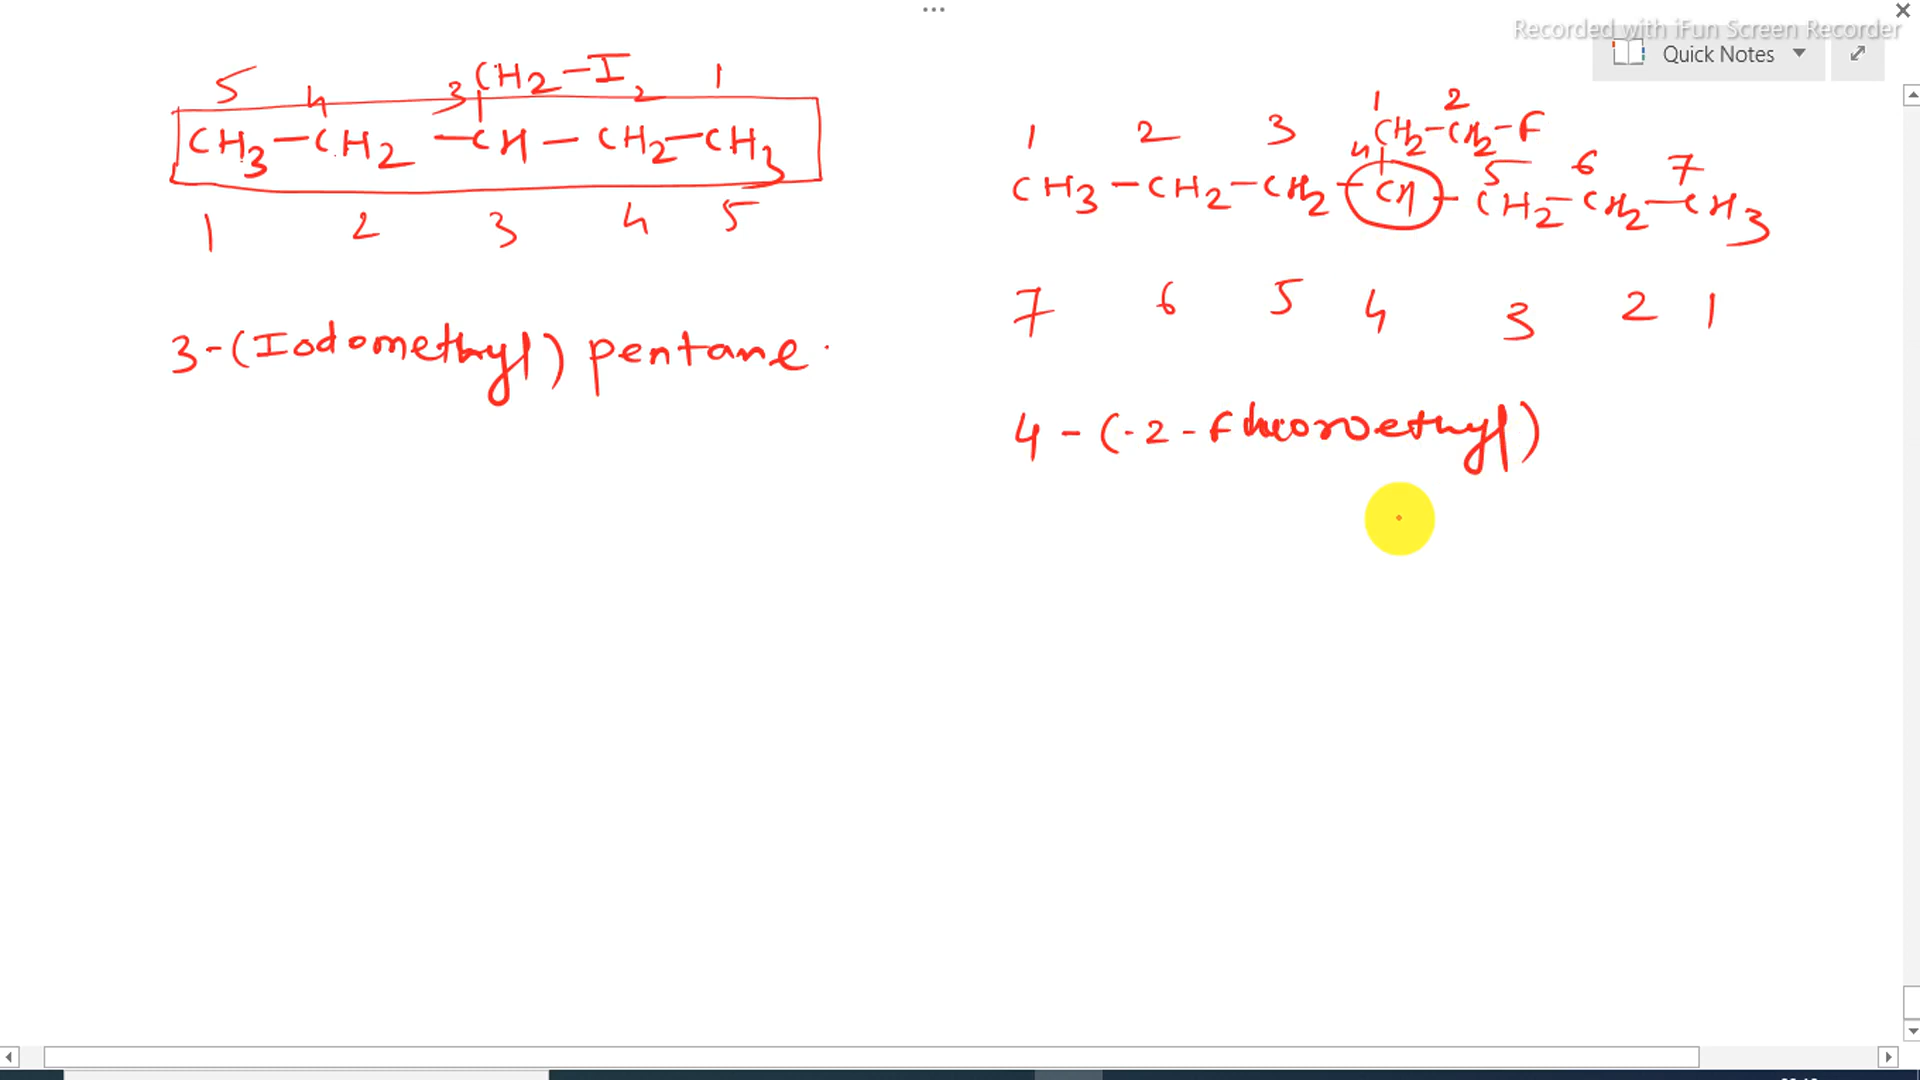 ...
Recorded with iFun Screen Recorder
Quick Notes
5 4 3 CH2-I 2 1
CH3-CH2-CH-CH2-CH3
1 2 3 4 5
3-(Iodomethyl) pentane.
1 2
1 2 3 4 CH2-CH2-F 5 6 7
CH3-CH2-CH2-CH-CH2-CH2-CH3
7 6 5 4 3 2 1
4-(-2-Fluoroethyl)